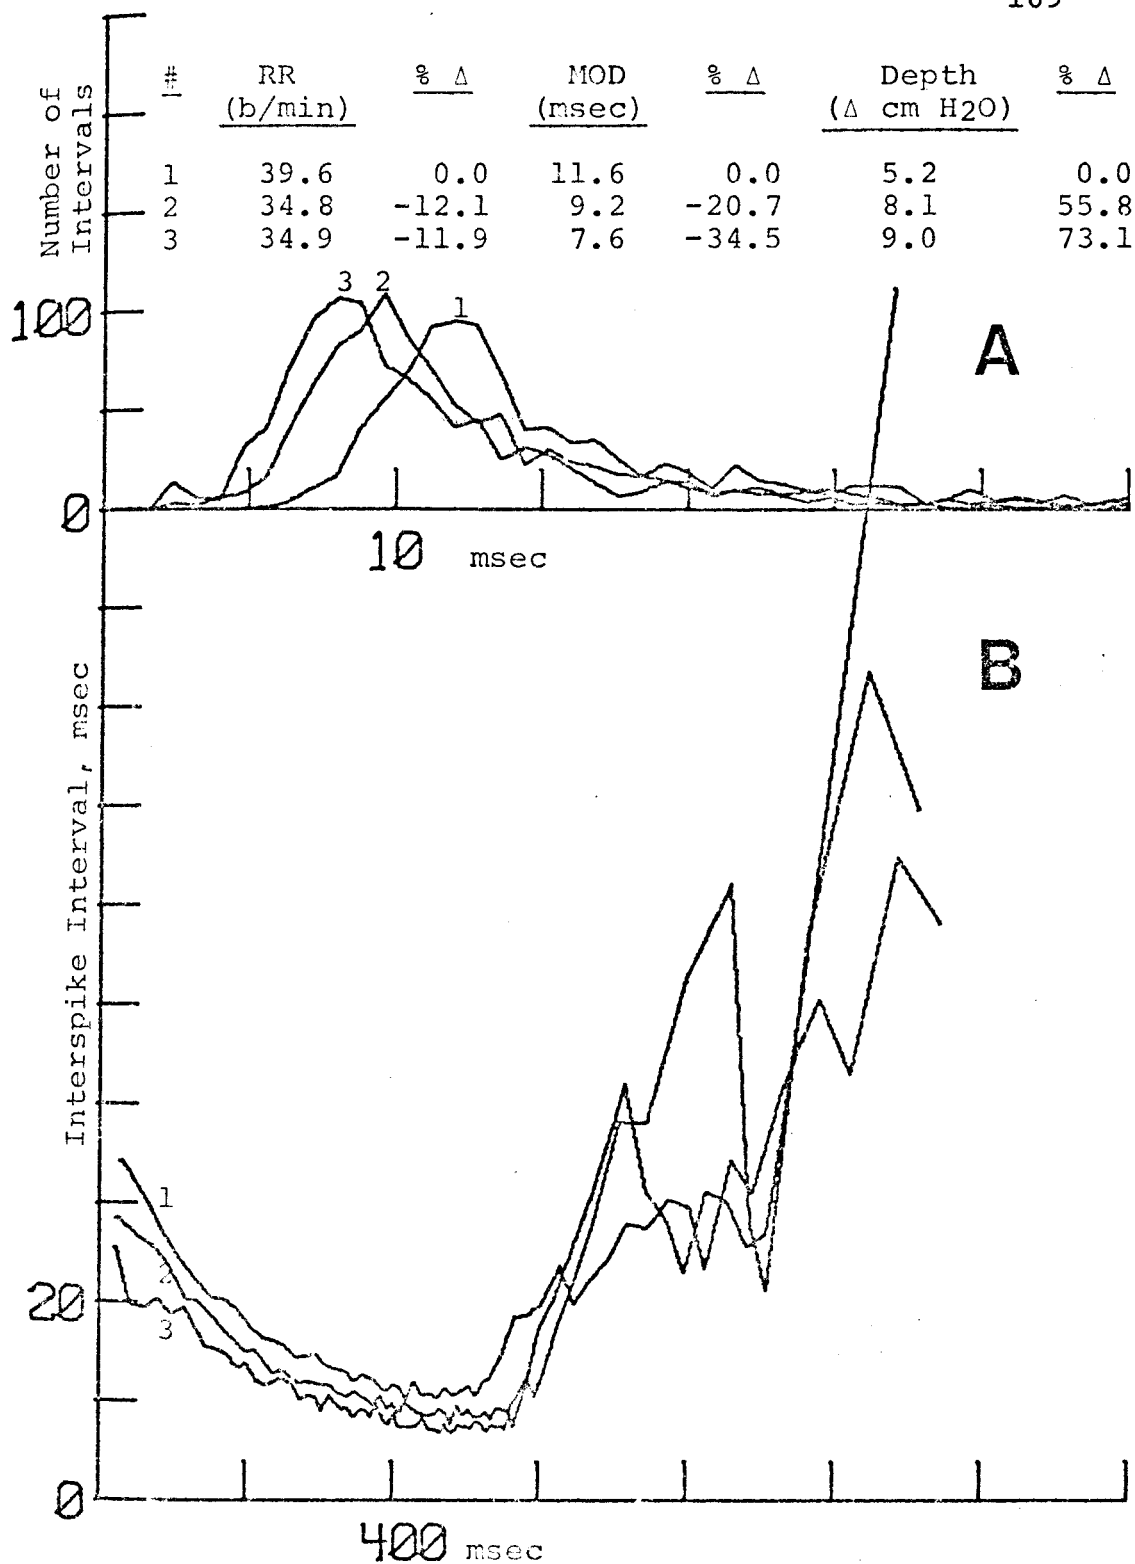 #	RR	% Δ	MOD	% Δ	Depth	% Δ
(b/min)	(msec)	(Δ cm H2O)
1	39.6	0.0	11.6	0.0	5.2	0.0
2	34.8	-12.1	9.2	-20.7	8.1	55.8
3	34.9	-11.9	7.6	-34.5	9.0	73.1
Number of
Intervals
3 2 1
100
A
0
10 msec
B
Interspike Interval, msec
1
2
20
3
0
400 msec